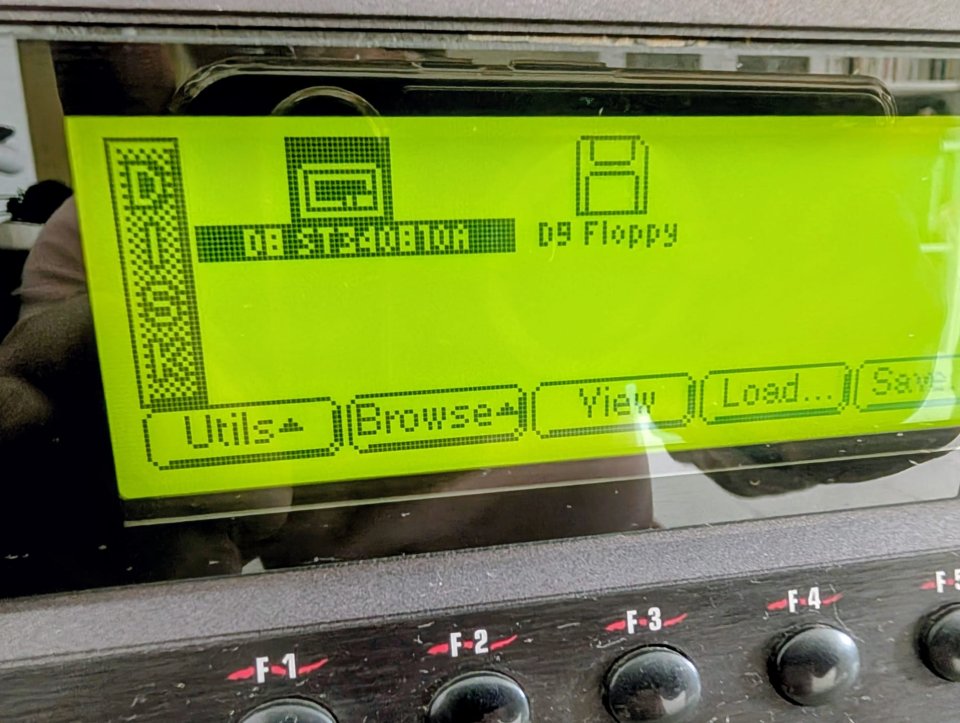 DISK
D8 ST340810A
D9 Floppy
Utils Browse View Load... Save
F·1 F·2 F·3 F·4 F·5